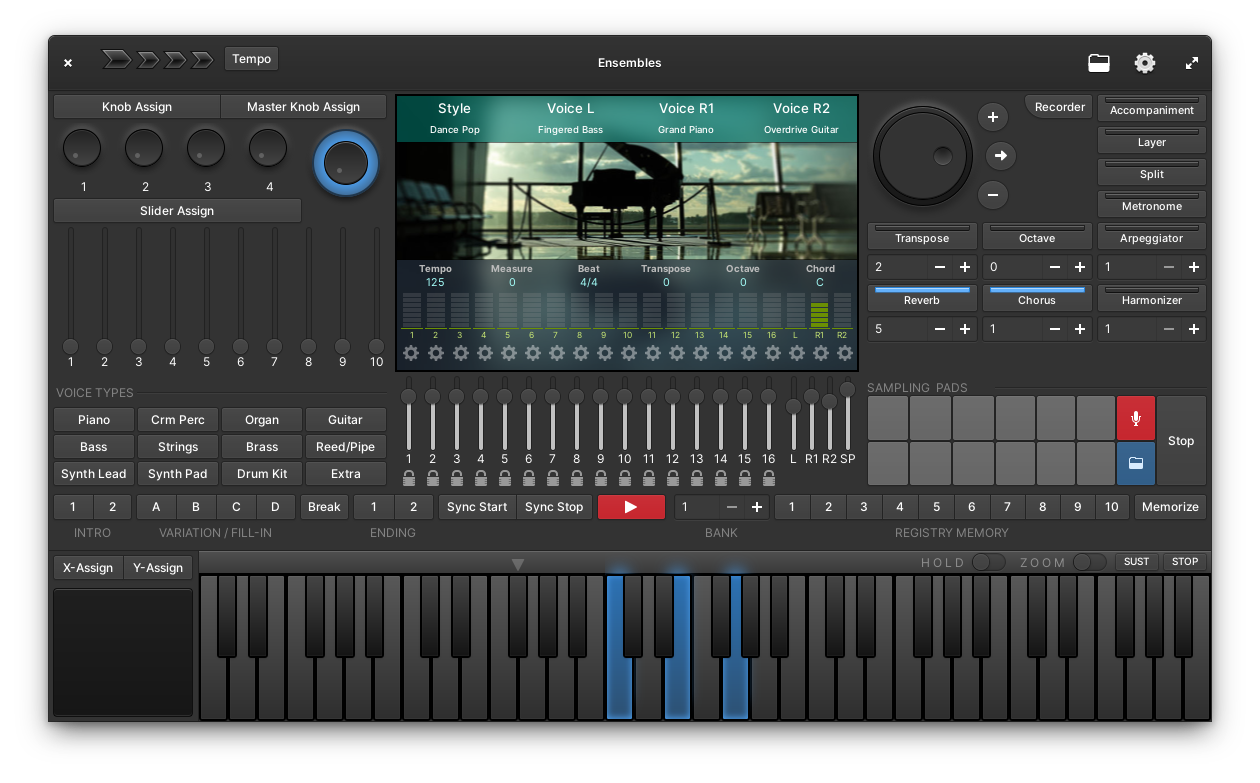 Tempo
Ensembles
Knob Assign Master Knob Assign
1 2 3 4
Slider Assign
1 2 3 4 5 6 7 8 9 10
VOICE TYPES
Piano Crm Perc Organ Guitar
Bass Strings Brass Reed/Pipe
Synth Lead Synth Pad Drum Kit Extra
Style Voice L Voice R1 Voice R2
Dance Pop Fingered Bass Grand Piano Overdrive Guitar
Tempo Measure Beat Transpose Octave Chord
125 0 4/4 0 0 C
1 2 3 4 5 6 7 8 9 10 11 12 13 14 15 16 L R1 R2
1 2 3 4 5 6 7 8 9 10 11 12 13 14 15 16 L R1 R2 SP
Recorder
Accompaniment
Layer
Split
Metronome
Transpose Octave Arpeggiator
2 − + 0 − + 1 − +
Reverb Chorus Harmonizer
5 − + 1 − + 1 − +
SAMPLING PADS
Stop
1 2 A B C D Break 1 2 Sync Start Sync Stop 1 − + 1 2 3 4 5 6 7 8 9 10 Memorize
INTRO VARIATION / FILL-IN ENDING BANK REGISTRY MEMORY
X-Assign Y-Assign HOLD ZOOM SUST STOP